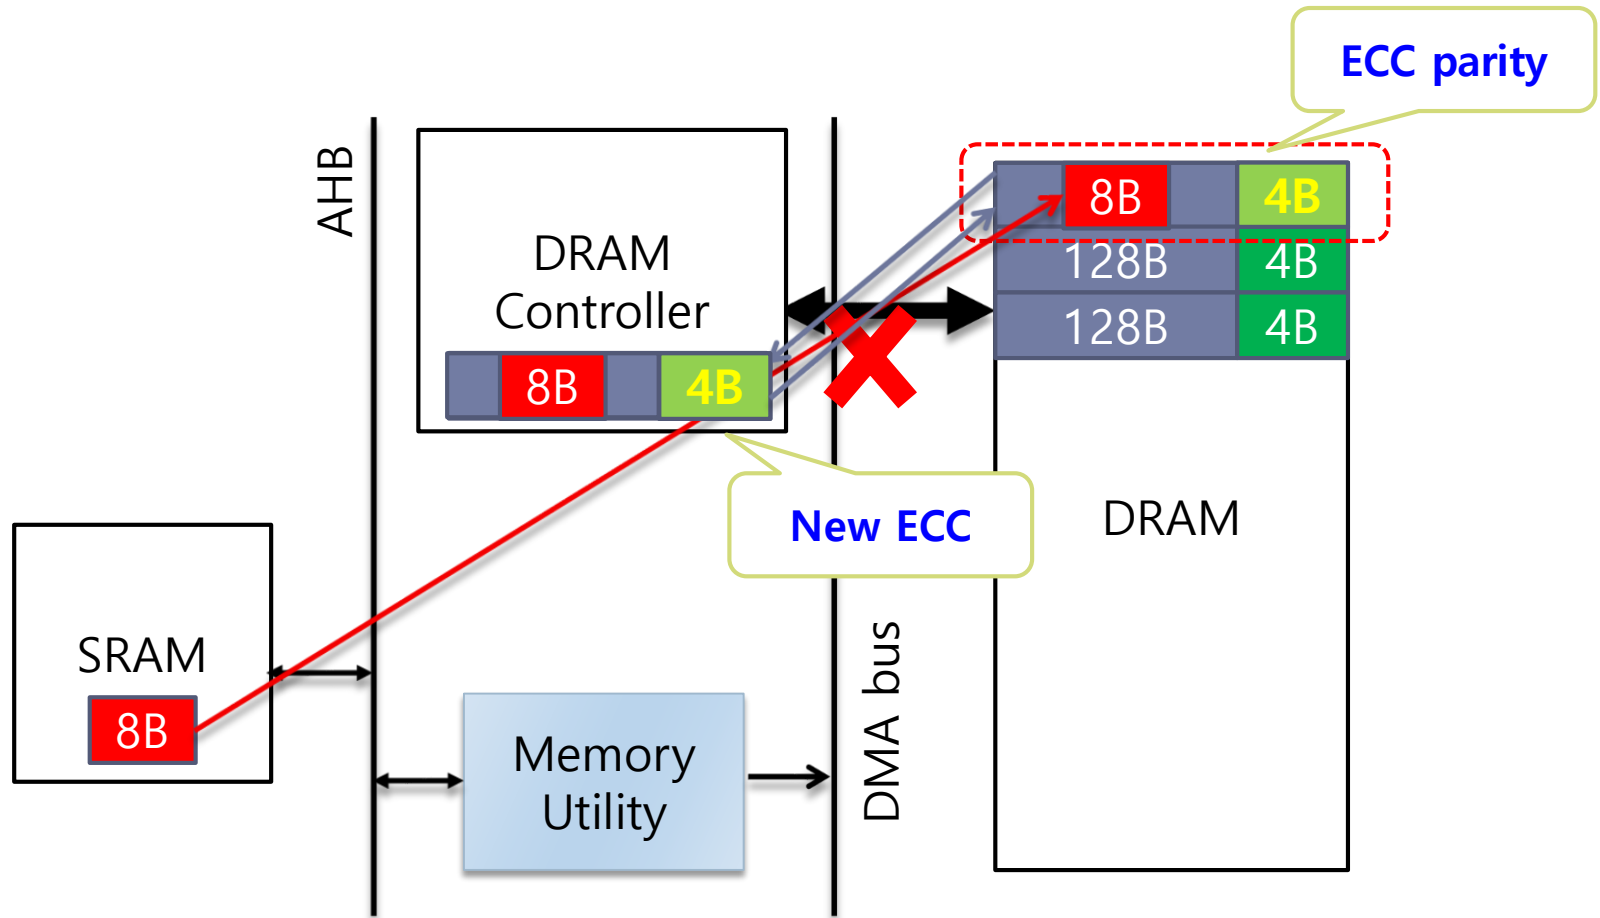 ECC parity
AHB
8B
4B
DRAM
Controller
128B
4B
128B
4B
8B
4B
New ECC
DRAM
SRAM
8B
Memory
Utility
DMA bus